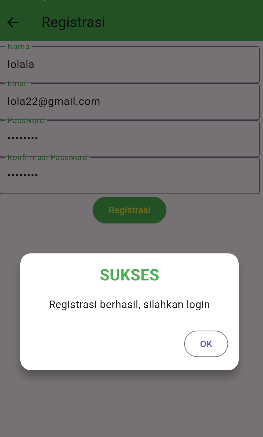 Registrasi
Nama
lolala
Email
lola22@gmail.com
Password
••••••••
Konfirmasi Password
••••••••
Registrasi
SUKSES
Registrasi berhasil, silahkan login
OK